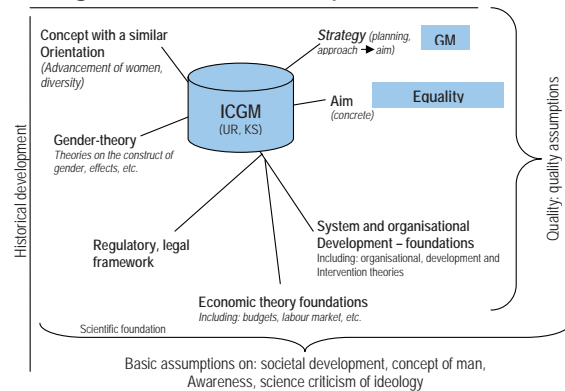 Concept with a similar
Orientation
(Advancement of women,
diversity)
Strategy (planning,
approach → aim)
GM
ICGM
(UR, KS)
Aim
(concrete)
Equality
Gender-theory
Theories on the construct of
gender, effects, etc.
Historical development
Quality: quality assumptions
Regulatory, legal
framework
System and organisational
Development – foundations
Including: organisational, development and
Intervention theories
Economic theory foundations
Including: budgets, labour market, etc.
Scientific foundation
Basic assumptions on: societal development, concept of man,
Awareness, science criticism of ideology